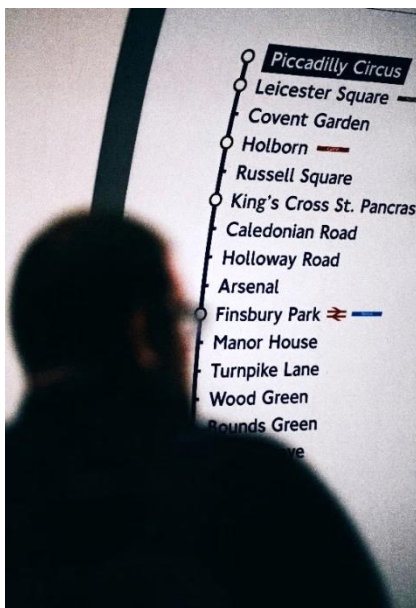 Piccadilly Circus
Leicester Square
Covent Garden
Holborn
Russell Square
King's Cross St. Pancras
Caledonian Road
Holloway Road
Arsenal
Finsbury Park
Manor House
Turnpike Lane
Wood Green
Bounds Green